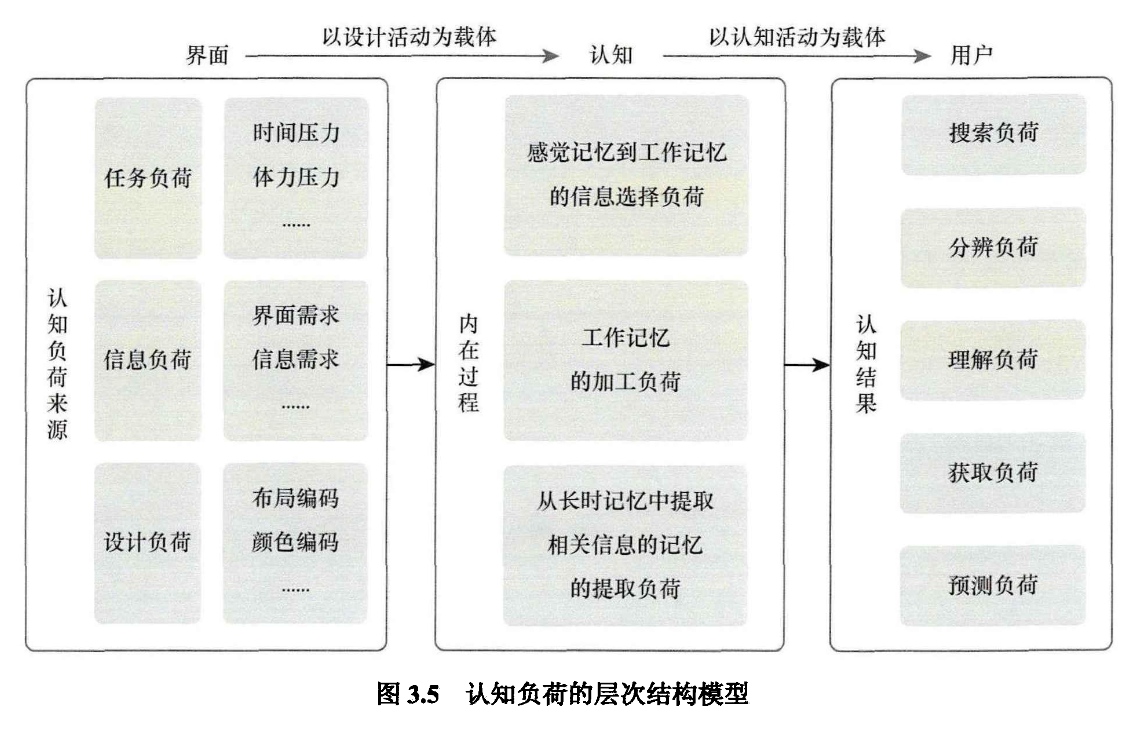 界面
以设计活动为载体
认知
以认知活动为载体
用户
认知负荷来源
任务负荷
时间压力
体力压力
......
信息负荷
界面需求
信息需求
......
设计负荷
布局编码
颜色编码
......
内在过程
感觉记忆到工作记忆
的信息选择负荷
工作记忆
的加工负荷
从长时记忆中提取
相关信息的记忆
的提取负荷
认知结果
搜索负荷
分辨负荷
理解负荷
获取负荷
预测负荷
图 3.5 认知负荷的层次结构模型